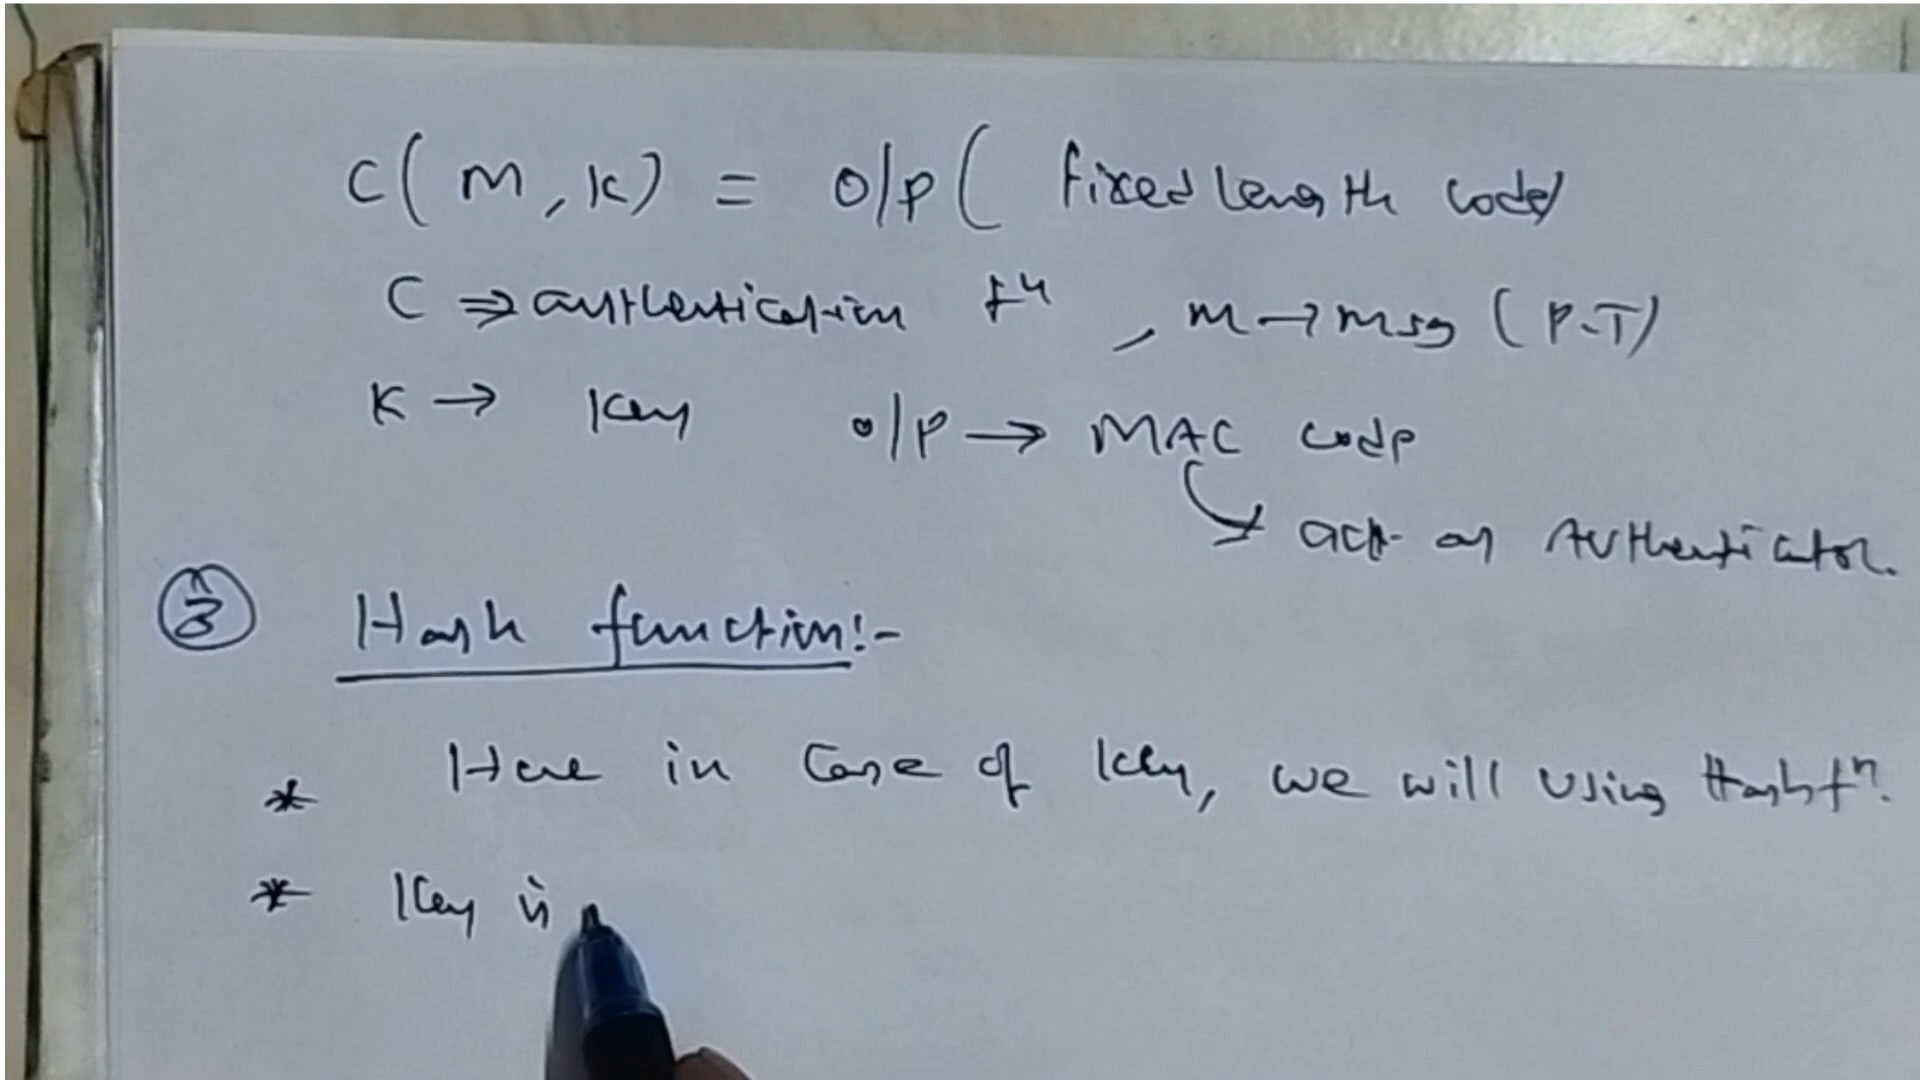 C( M, K) = o/p ( fixed length code)
C ⇒ authentication fn , m → msg ( P.T)
K → key o/p → MAC code
act as Authenticator.
3 Hash function:-
* Here in case of key, we will using Hash fn.
* Key is